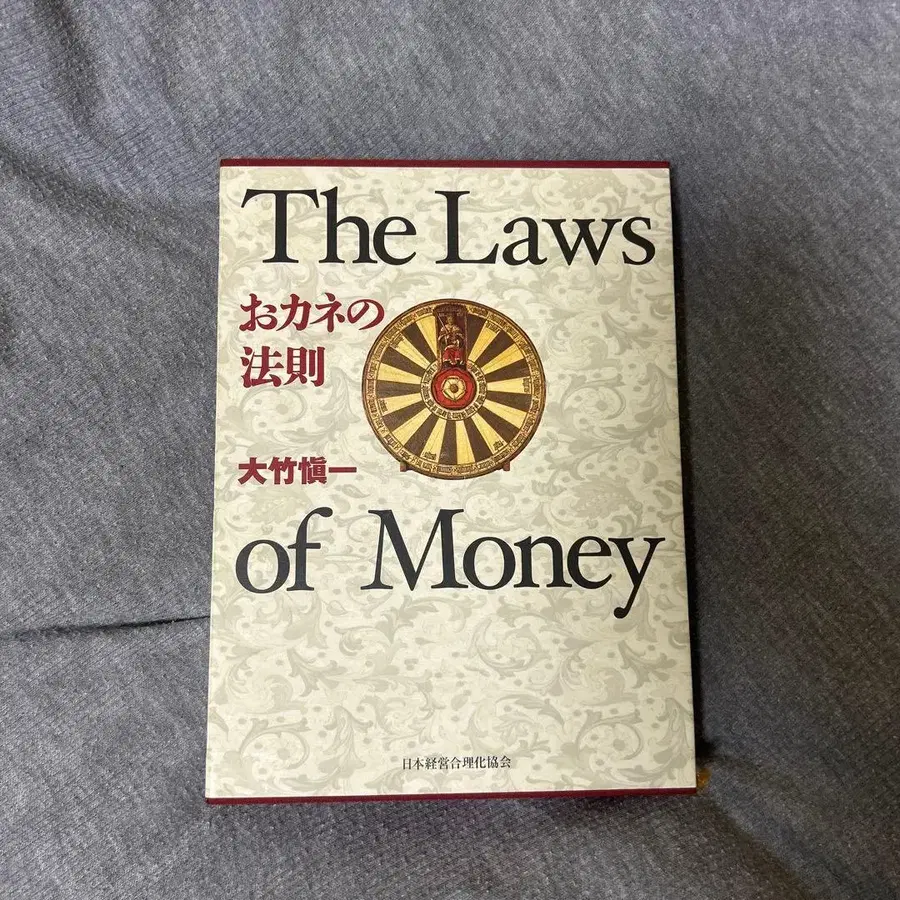 The Laws
おカネの
法則
大竹愼一
of Money
日本経営合理化協会